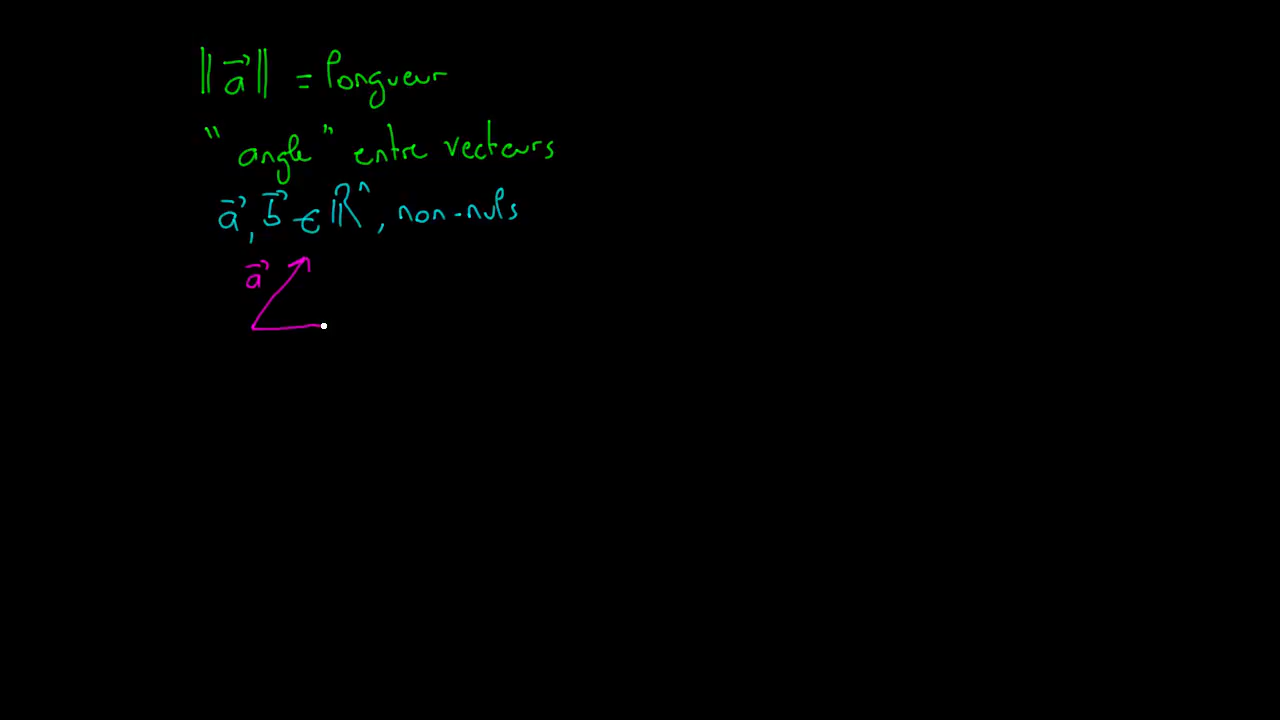 ‖a⃗‖ = longueur
"angle" entre vecteurs
a⃗, b⃗ ∈ ℝⁿ, non-nuls
a⃗